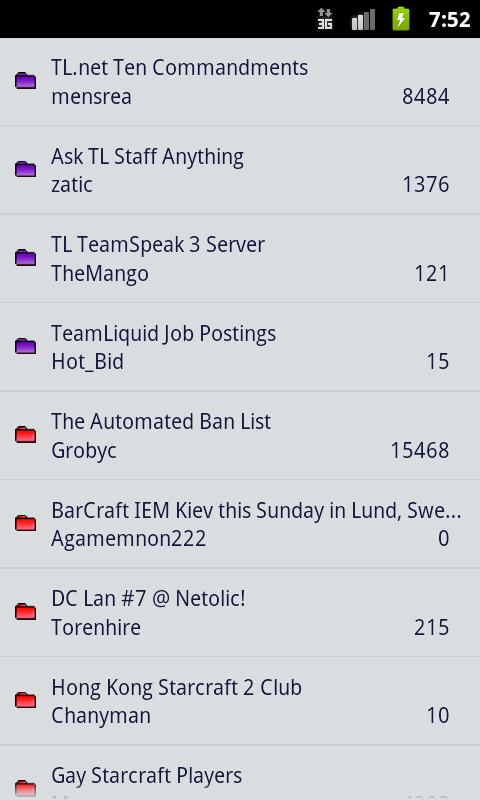 3G 7:52
TL.net Ten Commandments
mensrea 8484
Ask TL Staff Anything
zatic 1376
TL TeamSpeak 3 Server
TheMango 121
TeamLiquid Job Postings
Hot_Bid 15
The Automated Ban List
Grobyc 15468
BarCraft IEM Kiev this Sunday in Lund, Swe...
Agamemnon222 0
DC Lan #7 @ Netolic!
Torenhire 215
Hong Kong Starcraft 2 Club
Chanyman 10
Gay Starcraft Players